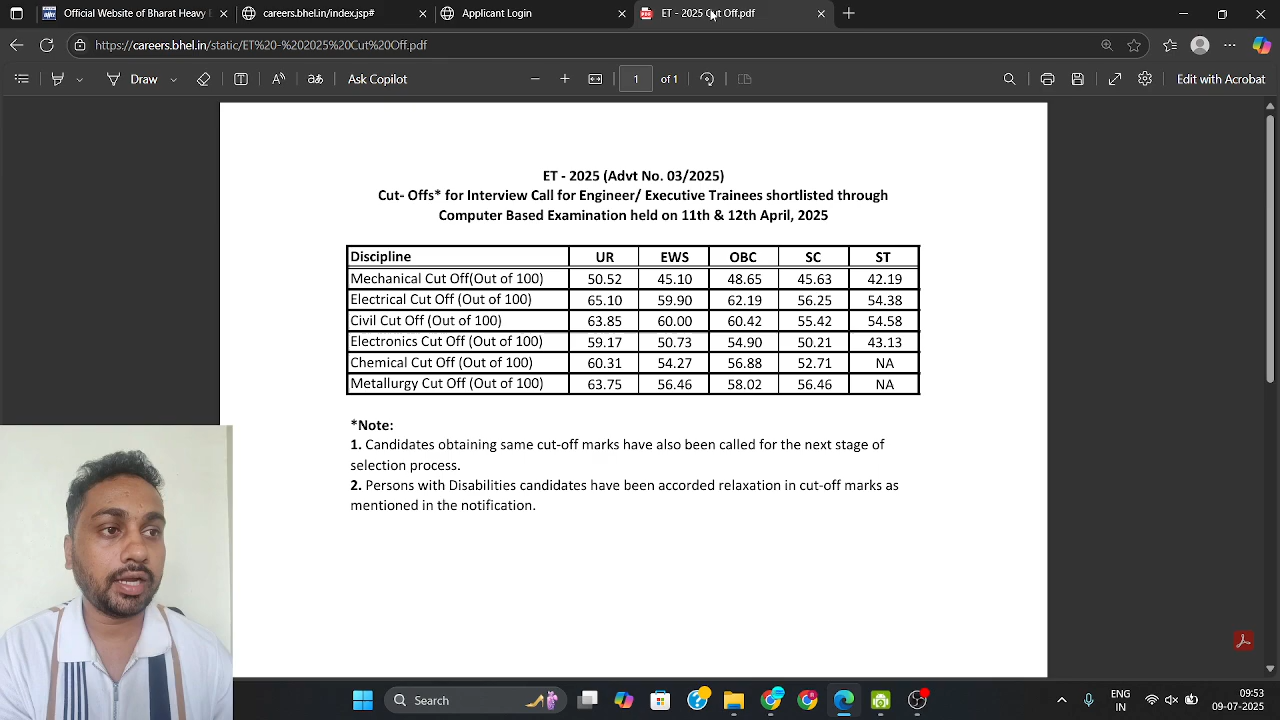 Official Website of Bharat Heavy E
careers.bhel.in/index.jsp#
Applicant Login
ET - 2025 Cut Off.pdf
https://careers.bhel.in/static/ET%20-%202025%20Cut%20Off.pdf
Draw
Ask Copilot
1 of 1
Edit with Acrobat
ET - 2025 (Advt No. 03/2025)
Cut- Offs* for Interview Call for Engineer/ Executive Trainees shortlisted through
Computer Based Examination held on 11th & 12th April, 2025
Discipline UR EWS OBC SC ST
Mechanical Cut Off(Out of 100) 50.52 45.10 48.65 45.63 42.19
Electrical Cut Off (Out of 100) 65.10 59.90 62.19 56.25 54.38
Civil Cut Off (Out of 100) 63.85 60.00 60.42 55.42 54.58
Electronics Cut Off (Out of 100) 59.17 50.73 54.90 50.21 43.13
Chemical Cut Off (Out of 100) 60.31 54.27 56.88 52.71 NA
Metallurgy Cut Off (Out of 100) 63.75 56.46 58.02 56.46 NA
*Note:
1. Candidates obtaining same cut-off marks have also been called for the next stage of
selection process.
2. Persons with Disabilities candidates have been accorded relaxation in cut-off marks as
mentioned in the notification.
Search
ENG
IN
09:53
09-07-2025